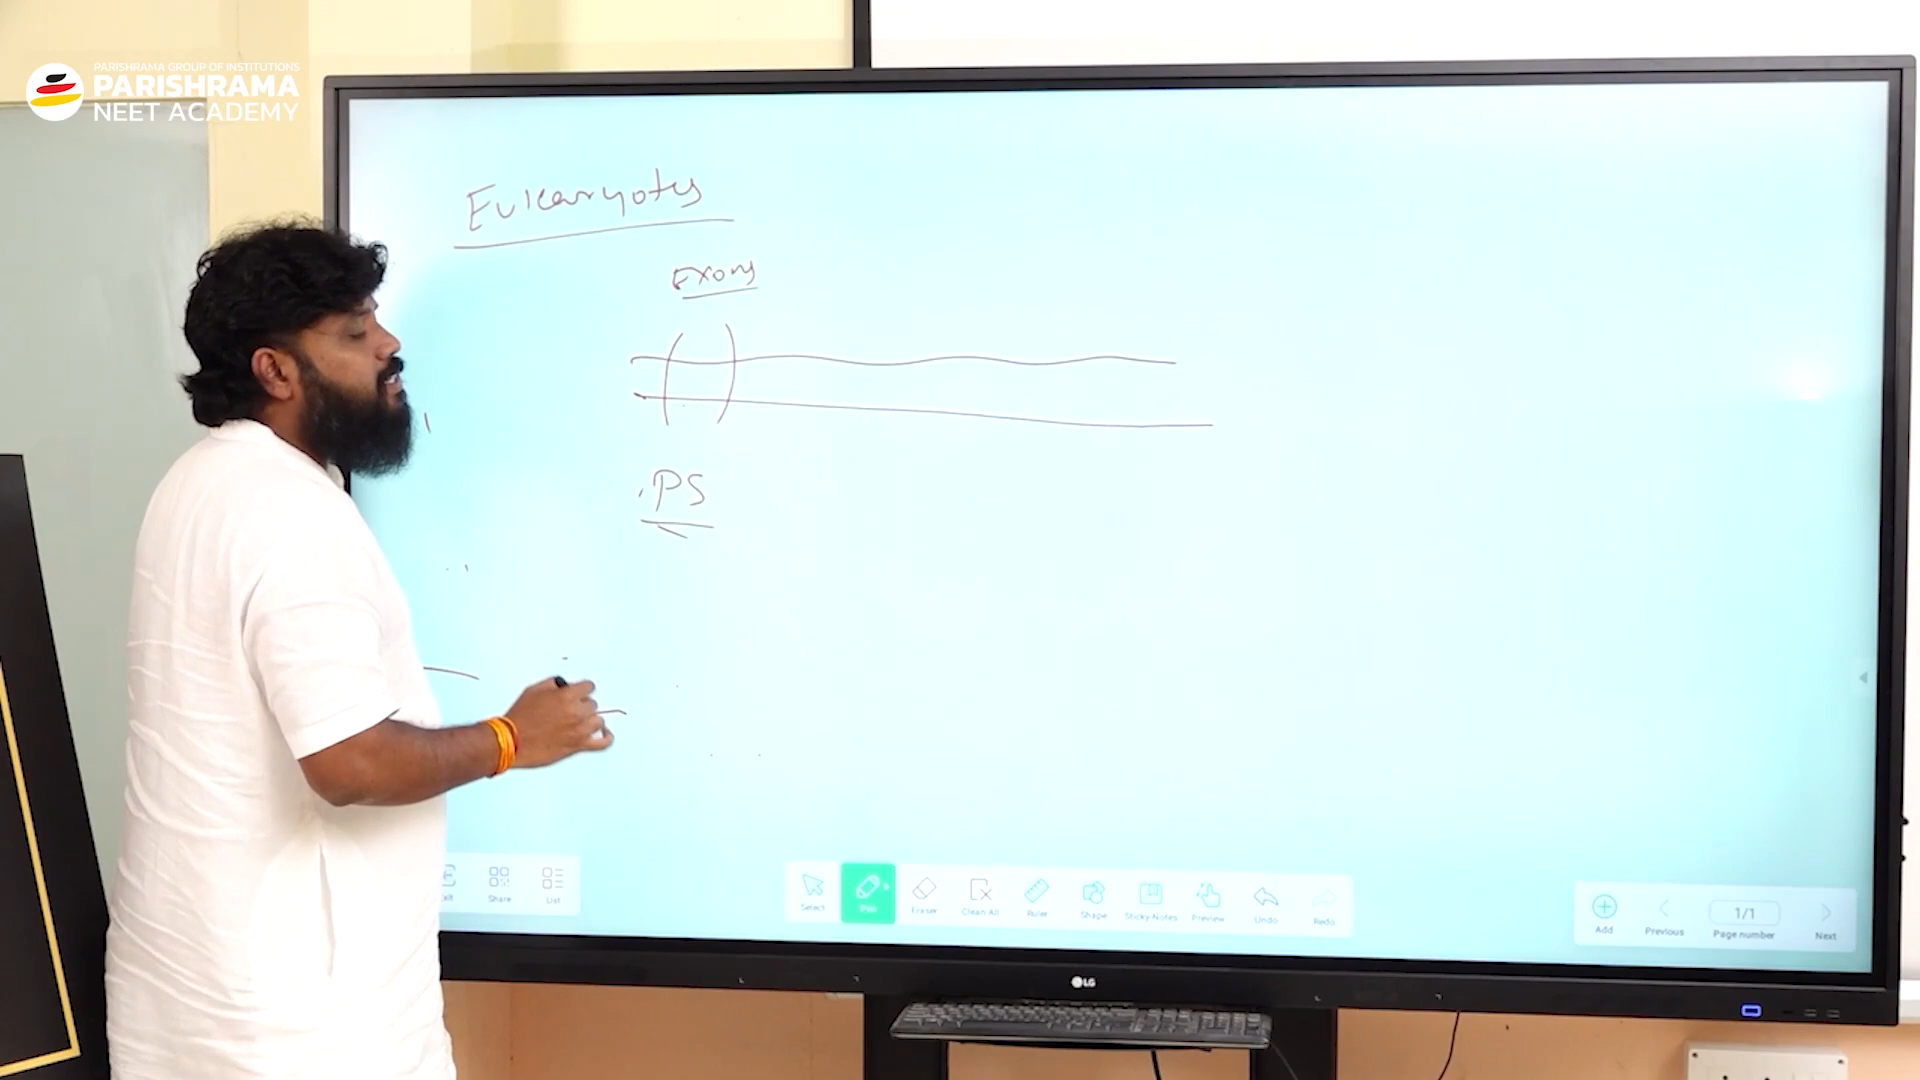 PARISHRAMA GROUP OF INSTITUTIONS
PARISHRAMA
NEET ACADEMY
Eukaryotes
Exons
PS
Share
List
Select
Pen
Eraser
Clean All
Ruler
Shape
Sticky-Notes
Preview
Undo
Redo
Add
Previous
1/1
Page number
Next
LG